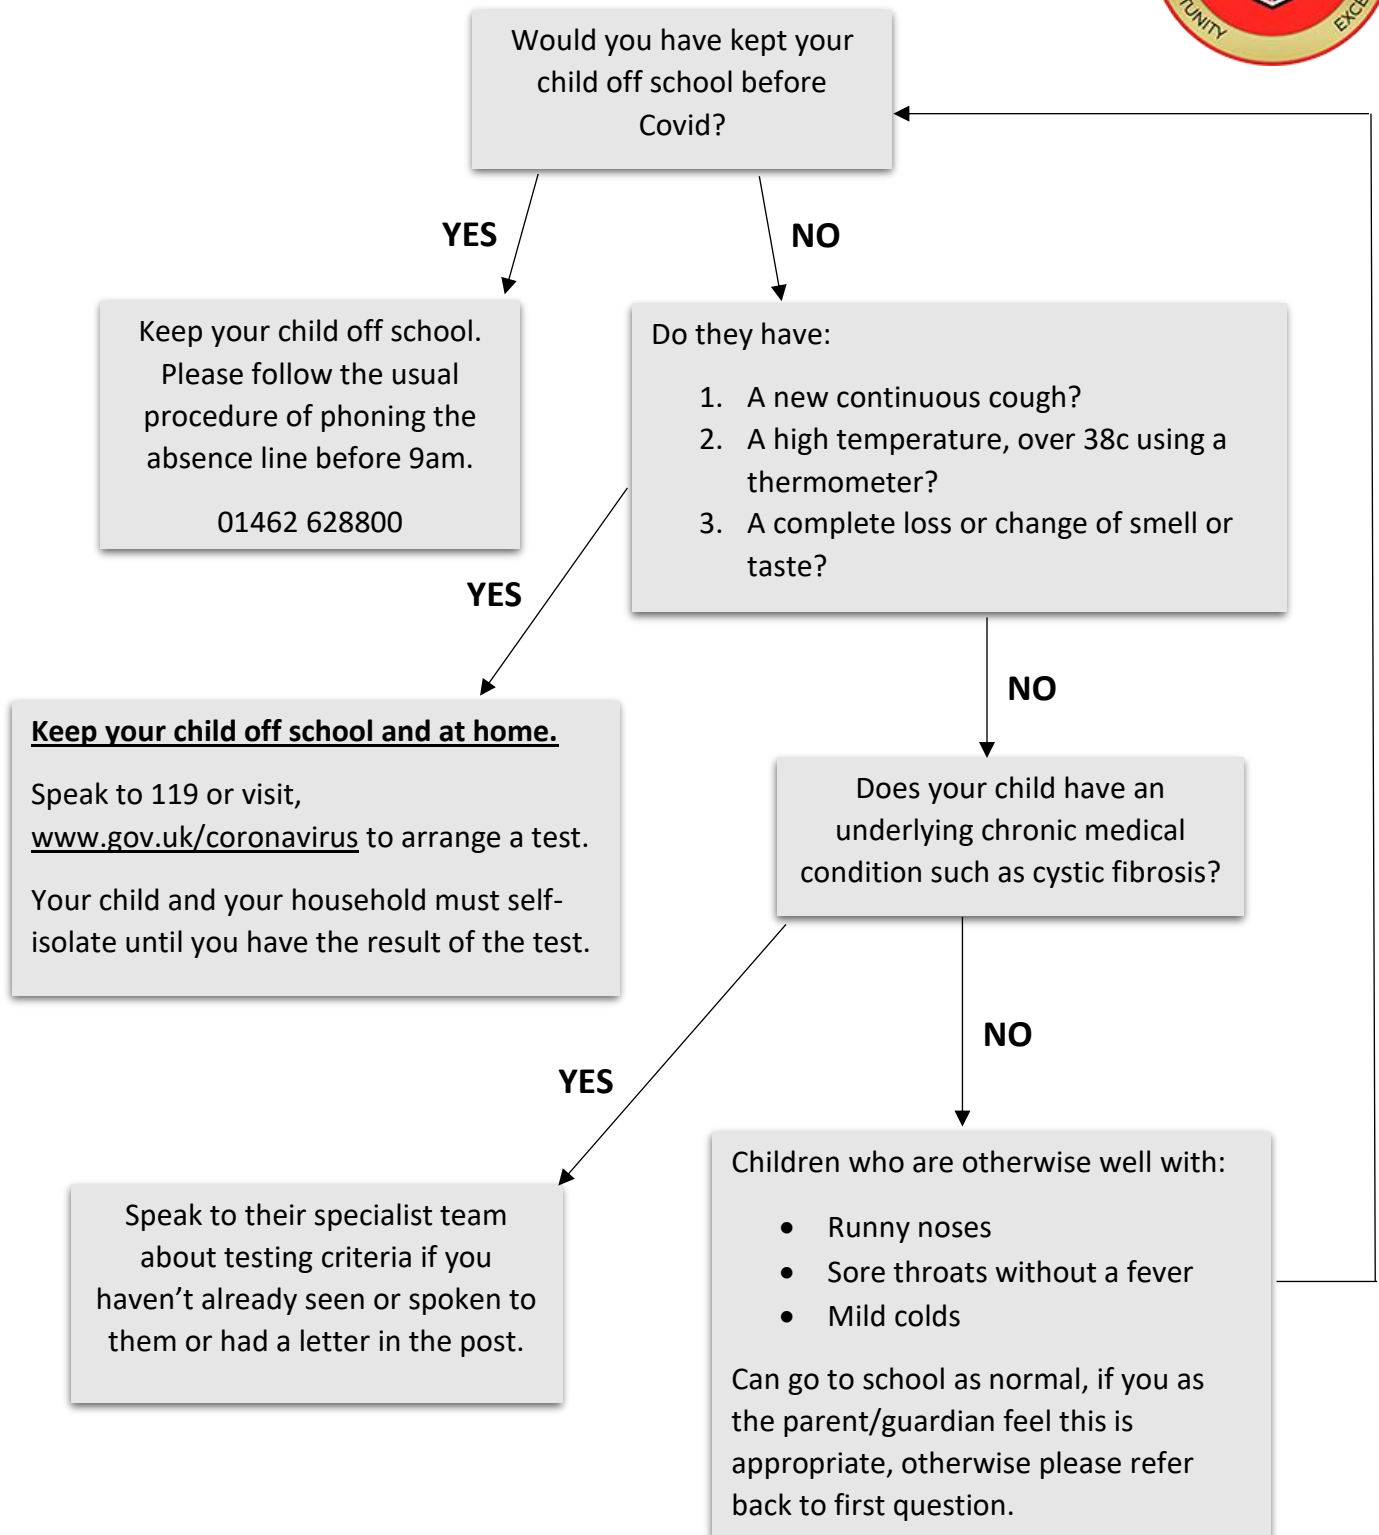 Would you have kept your
child off school before
Covid?
YES
NO
Keep your child off school.
Please follow the usual
procedure of phoning the
absence line before 9am.
01462 628800
Do they have:
1. A new continuous cough?
2. A high temperature, over 38c using a
thermometer?
3. A complete loss or change of smell or
taste?
YES
NO
Keep your child off school and at home.
Speak to 119 or visit,
www.gov.uk/coronavirus to arrange a test.
Your child and your household must self-
isolate until you have the result of the test.
Does your child have an
underlying chronic medical
condition such as cystic fibrosis?
YES
NO
Speak to their specialist team
about testing criteria if you
haven’t already seen or spoken to
them or had a letter in the post.
Children who are otherwise well with:
• Runny noses
• Sore throats without a fever
• Mild colds
Can go to school as normal, if you as
the parent/guardian feel this is
appropriate, otherwise please refer
back to first question.